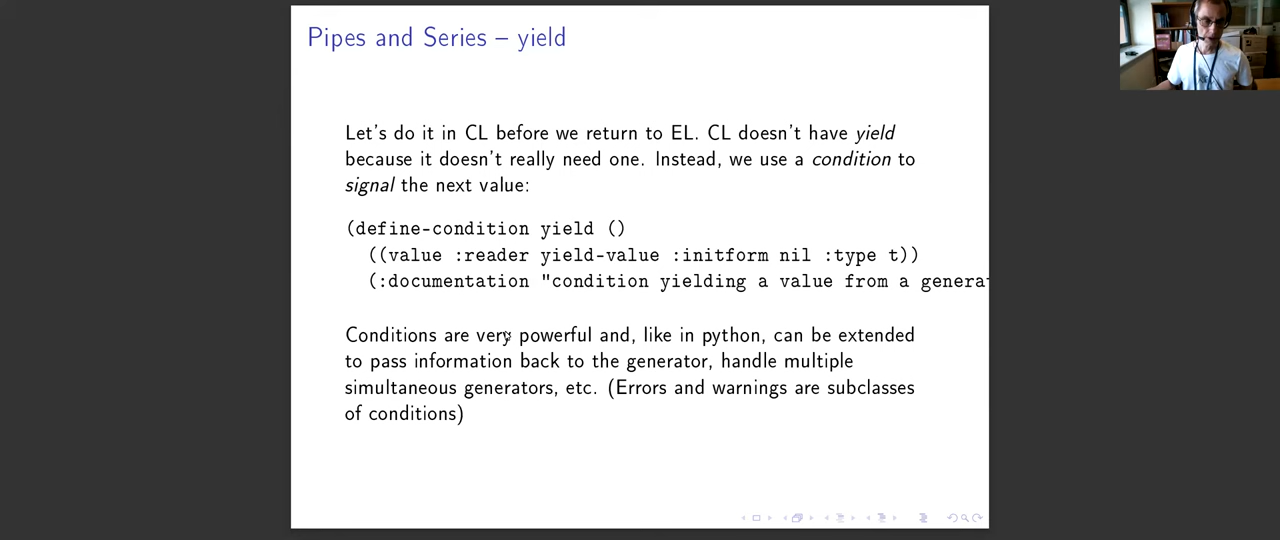 Pipes and Series – yield
Let's do it in CL before we return to EL. CL doesn't have yield
because it doesn't really need one. Instead, we use a condition to
signal the next value:
(define-condition yield ()
((value :reader yield-value :initform nil :type t))
(:documentation "condition yielding a value from a genera
Conditions are very powerful and, like in python, can be extended
to pass information back to the generator, handle multiple
simultaneous generators, etc. (Errors and warnings are subclasses
of conditions)